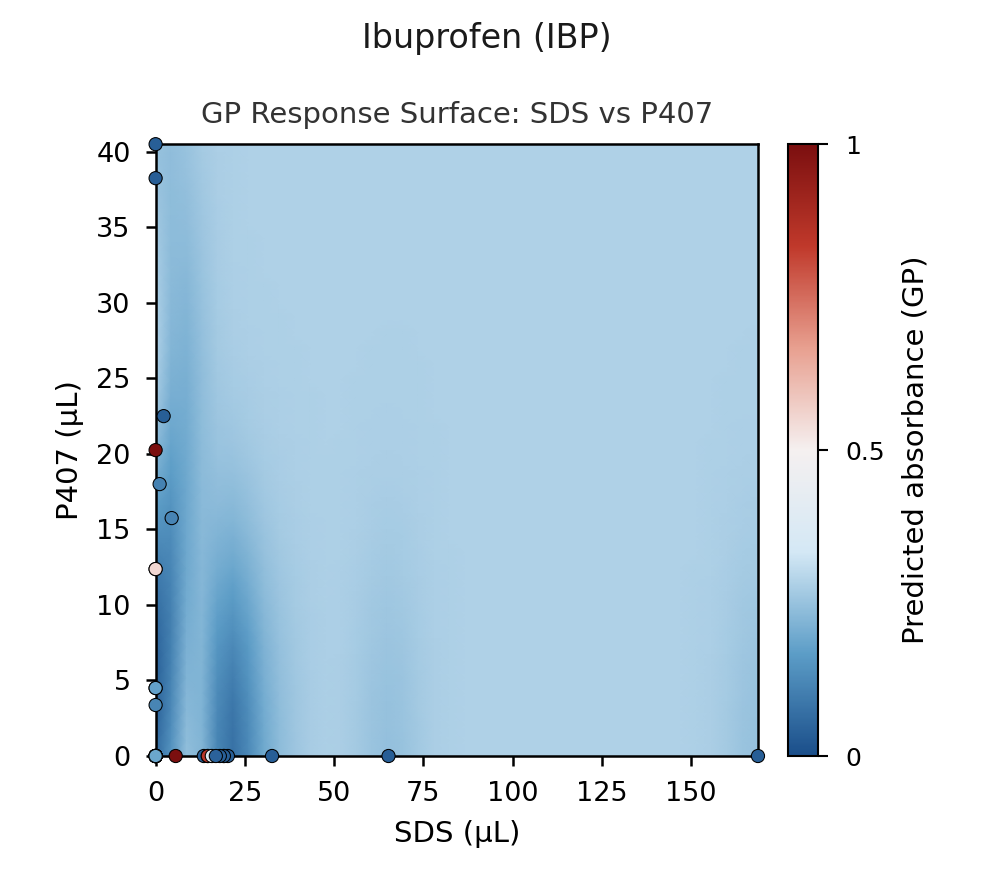 Ibuprofen (IBP)
GP Response Surface: SDS vs P407
40
35
30
25
20
15
10
5
0
P407 (μL)
0 25 50 75 100 125 150
SDS (μL)
1
0.5
0
Predicted absorbance (GP)